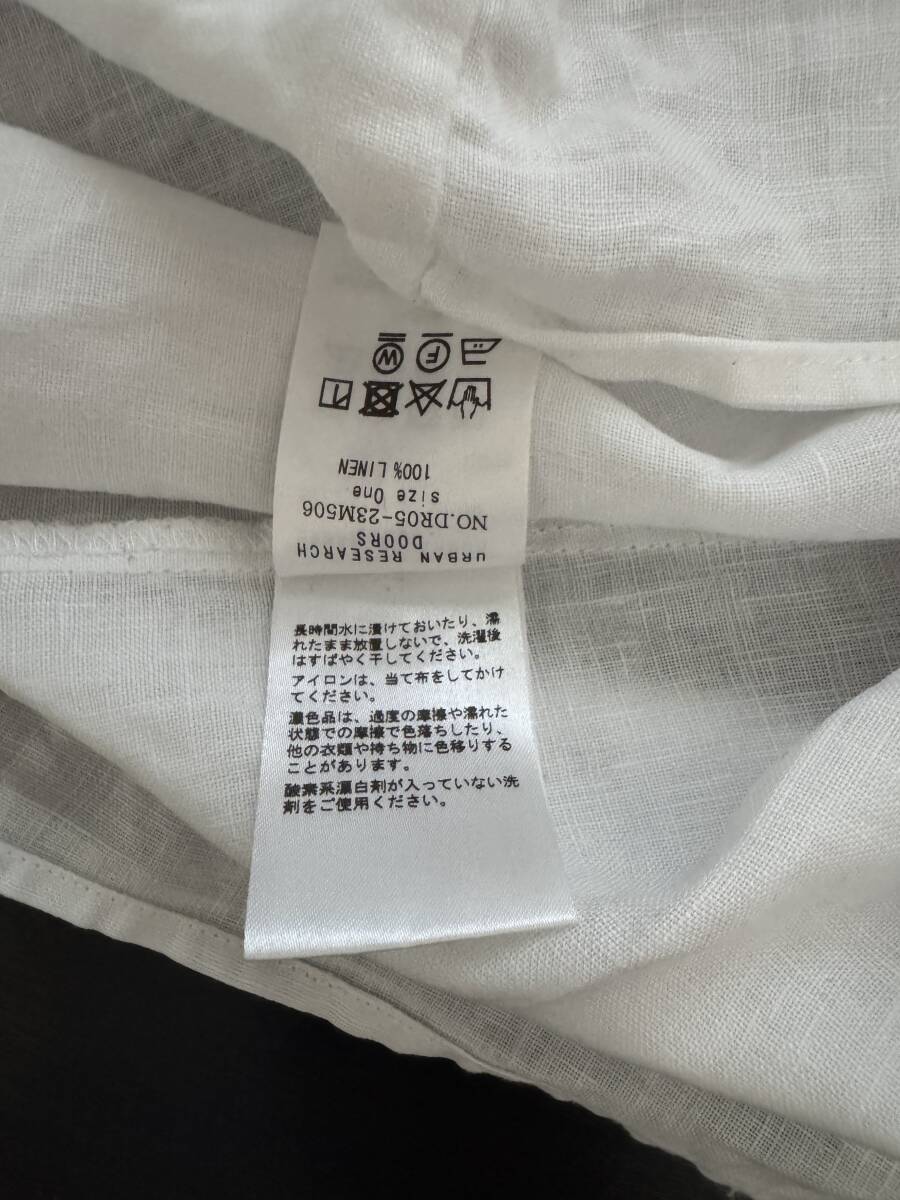 URBAN RESEARCH
DOORS
NO.DR05-23M506
size One
100% LINEN
F
W
長時間水に漬けておいたり、濡
れたまま放置しないで、洗濯後
はすばやく干してください。
アイロンは、当て布をしてかけ
てください。
濃色品は、過度の摩擦や濡れた
状態での摩擦で色落ちしたり、
他の衣類や持ち物に色移りする
ことがあります。
酸素系漂白剤が入っていない洗
剤をご使用ください。